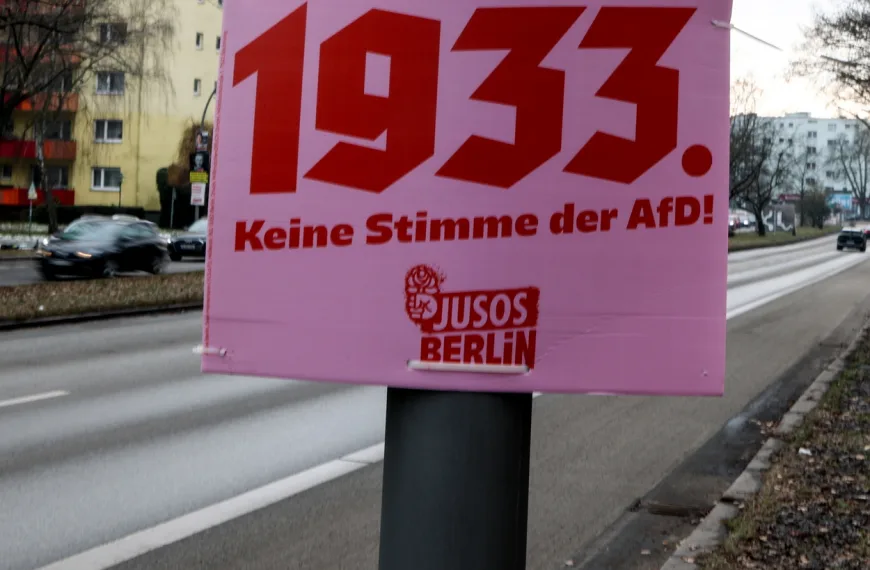 1933.
Keine Stimme der AfD!
JUSOS
BERLiN